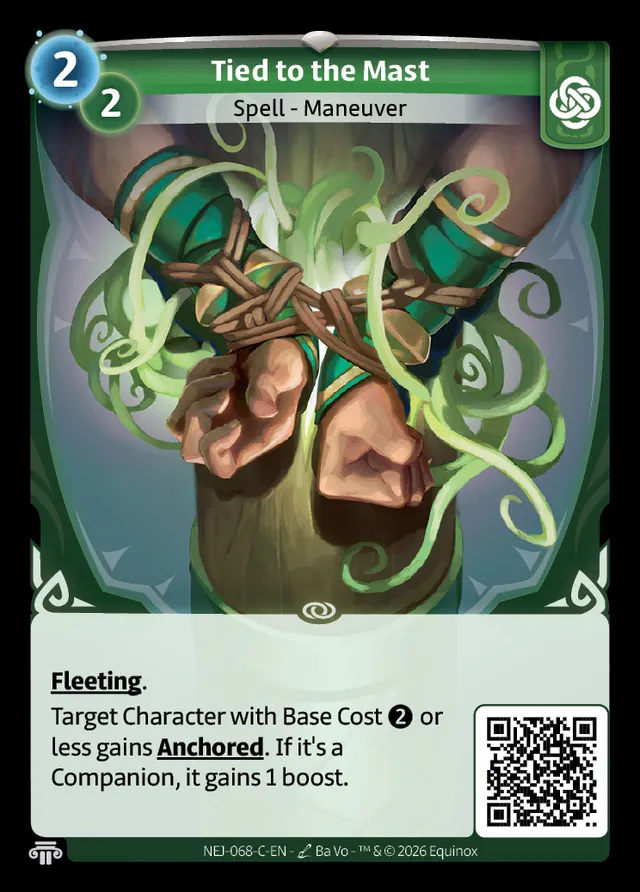 2
2
Tied to the Mast
Spell - Maneuver
Fleeting.
Target Character with Base Cost 2 or
less gains Anchored. If it's a
Companion, it gains 1 boost.
NEJ-068-C-EN - Ba Vo - ™ & © 2026 Equinox